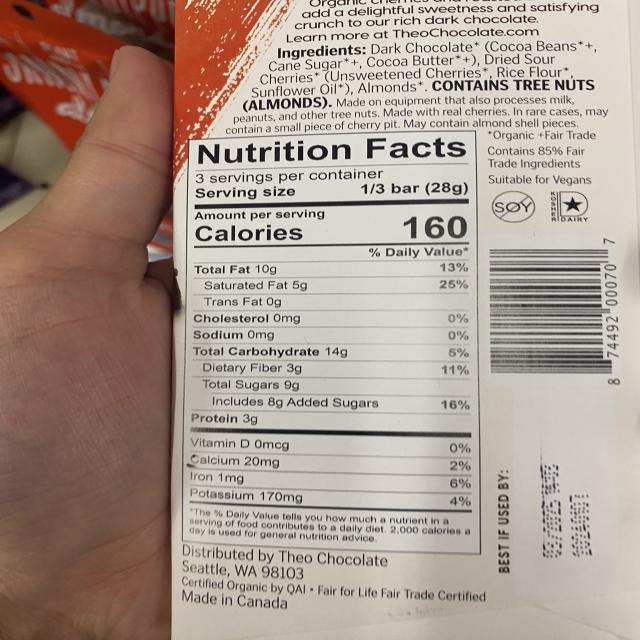 add a delightful sweetness and satisfying
crunch to our rich dark chocolate.
Learn more at TheoChocolate.com
Ingredients: Dark Chocolate* (Cocoa Beans*+,
Cane Sugar*+, Cocoa Butter*+), Dried Sour
Cherries* (Unsweetened Cherries*, Rice Flour*,
Sunflower Oil*), Almonds*. CONTAINS TREE NUTS
(ALMONDS). Made on equipment that also processes milk,
peanuts, and other tree nuts. Made with real cherries. In rare cases, may
contain a small piece of cherry pit. May contain almond shell pieces.
*Organic +Fair Trade
Contains 85% Fair
Trade Ingredients
Suitable for Vegans
SOY
KOSHER
DAIRY
Nutrition Facts
3 servings per container
Serving size 1/3 bar (28g)
Amount per serving
Calories 160
% Daily Value*
Total Fat 10g 13%
Saturated Fat 5g 25%
Trans Fat 0g
Cholesterol 0mg 0%
Sodium 0mg 0%
Total Carbohydrate 14g 5%
Dietary Fiber 3g 11%
Total Sugars 9g
Includes 8g Added Sugars 16%
Protein 3g
Vitamin D 0mcg 0%
Calcium 20mg 2%
Iron 1mg 6%
Potassium 170mg 4%
*The % Daily Value tells you how much a nutrient in a
serving of food contributes to a daily diet. 2,000 calories a
day is used for general nutrition advice.
8 74492 00070 7
BEST IF USED BY:
Distributed by Theo Chocolate
Seattle, WA 98103
Certified Organic by QAI • Fair for Life Fair Trade Certified
Made in Canada